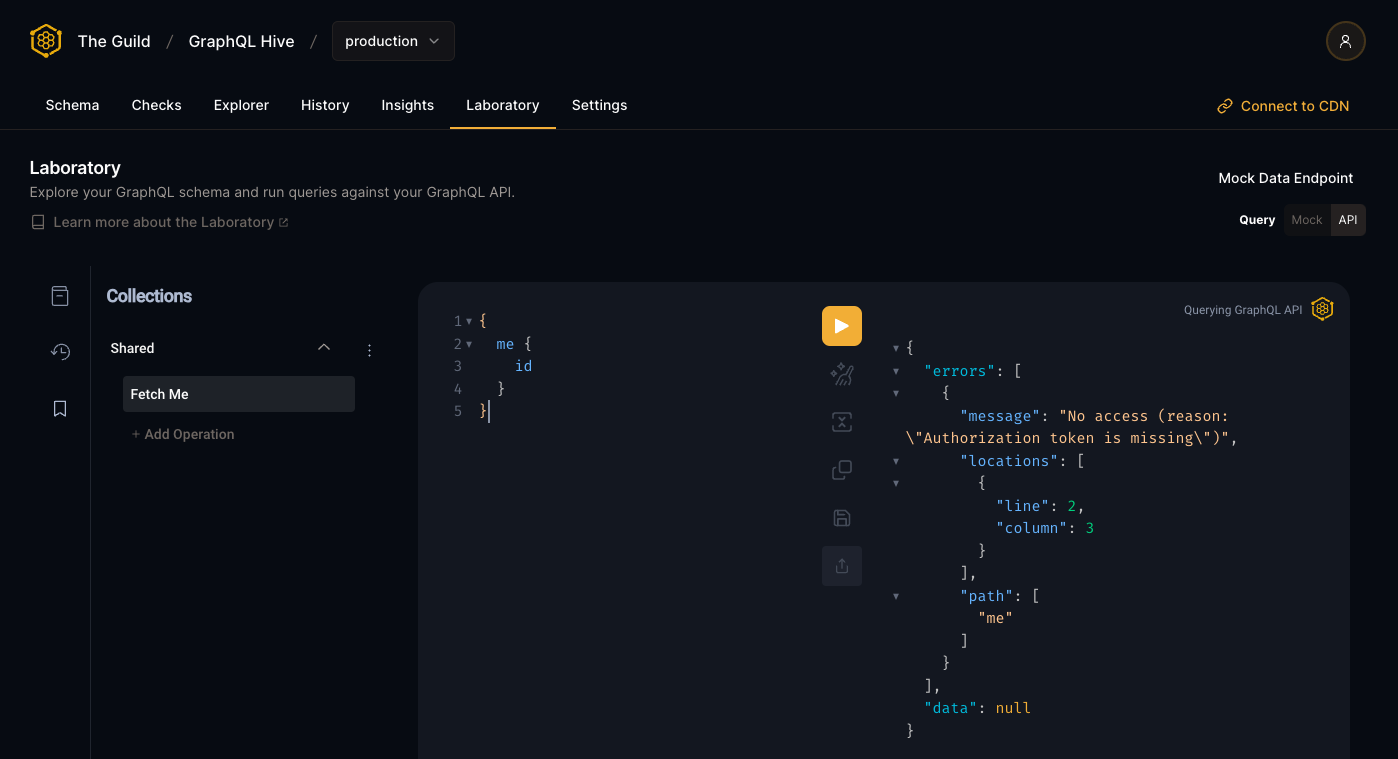 The Guild / GraphQL Hive / production
Schema Checks Explorer History Insights Laboratory Settings Connect to CDN
Laboratory
Explore your GraphQL schema and run queries against your GraphQL API.
Learn more about the Laboratory
Mock Data Endpoint
Query Mock API
Collections
Shared
Fetch Me
+ Add Operation
1 {
2 me {
3 id
4 }
5 }
Querying GraphQL API
{
"errors": [
{
"message": "No access (reason:
\"Authorization token is missing\")",
"locations": [
{
"line": 2,
"column": 3
}
],
"path": [
"me"
]
}
],
"data": null
}